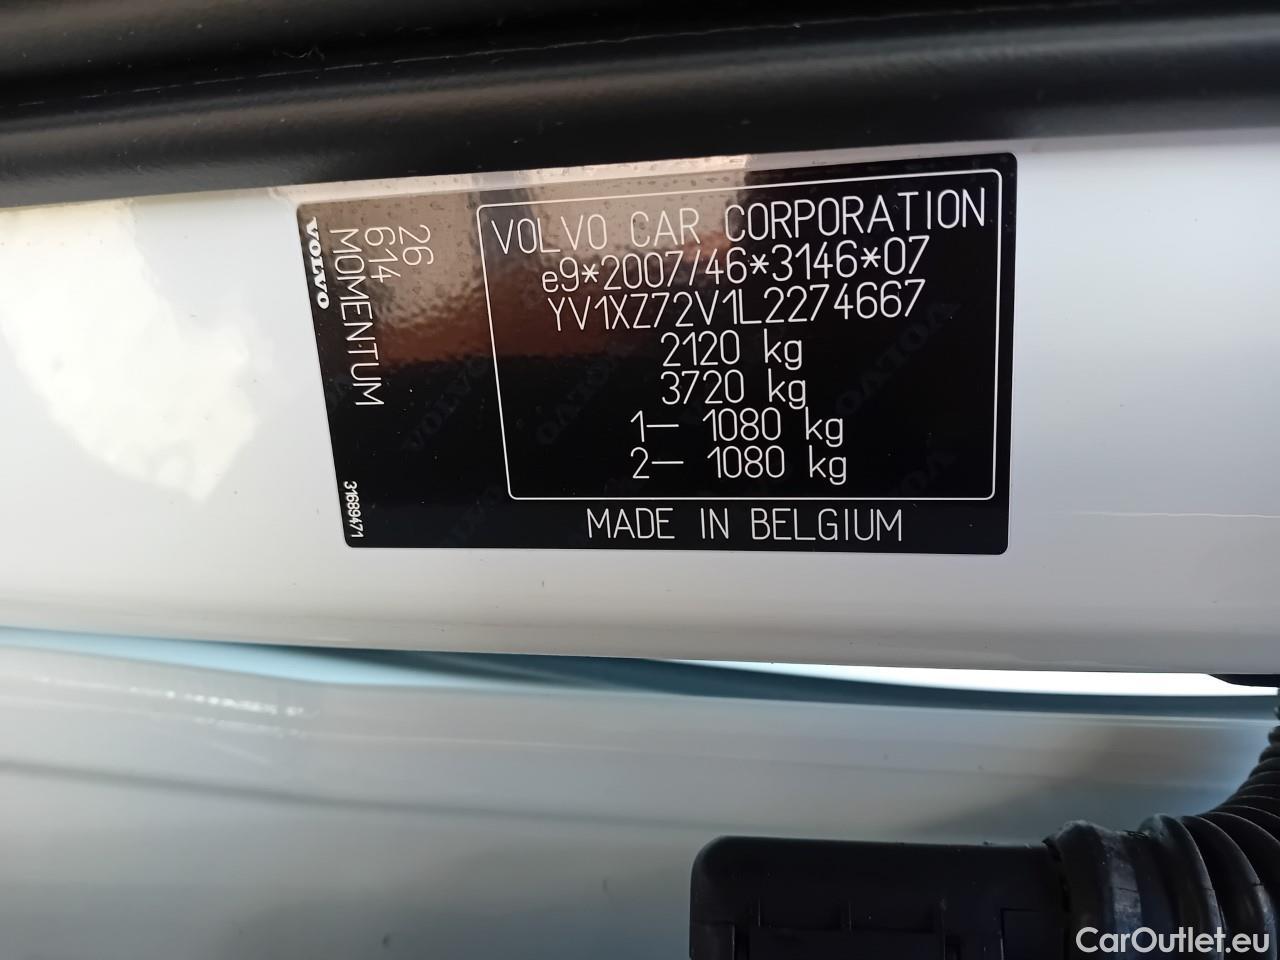 VOLVO CAR CORPORATION
e9*2007/46*3146*07
YV1XZ72V1L2274667
2120 kg
3720 kg
1— 1080 kg
2— 1080 kg
MADE IN BELGIUM
26
614
MOMENTUM
VOLVO
31689471
CarOutlet.eu